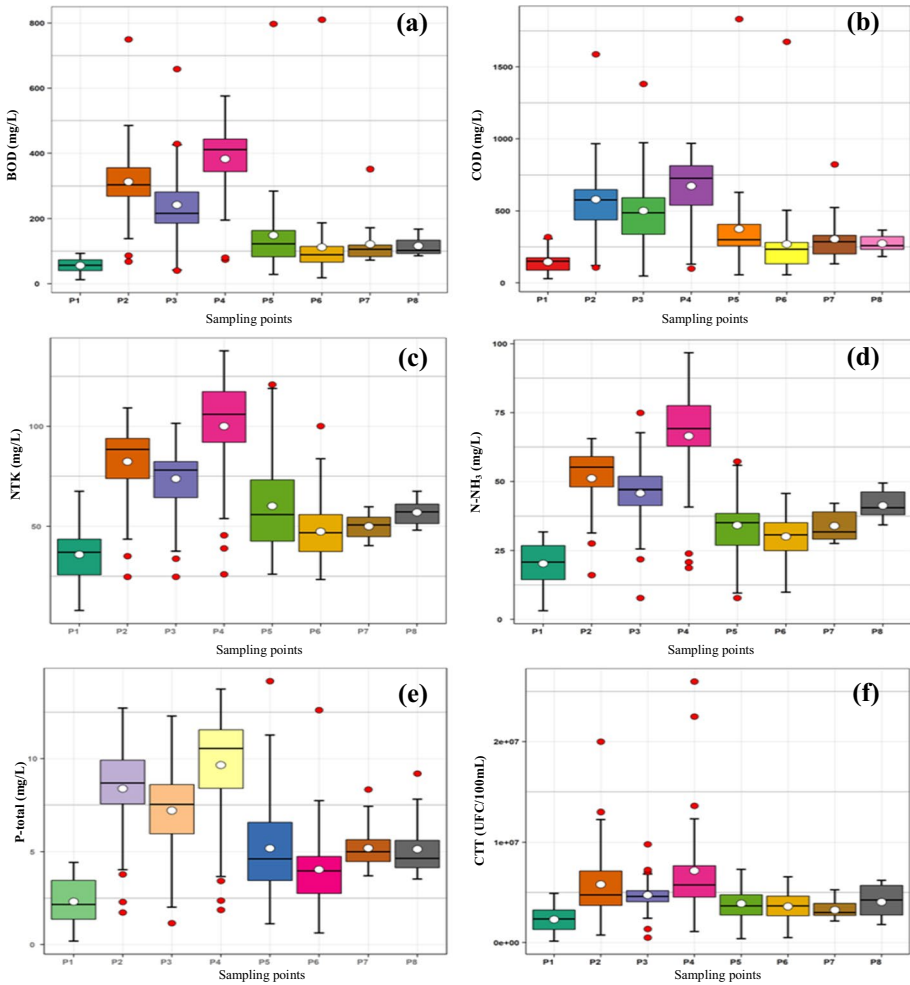 (a)
BOD (mg/L)
800
600
400
200
0
P1 P2 P3 P4 P5 P6 P7 P8
Sampling points
(b)
COD (mg/L)
1500
1000
500
0
P1 P2 P3 P4 P5 P6 P7 P8
Sampling points
(c)
NTK (mg/L)
100
50
P1 P2 P3 P4 P5 P6 P7 P8
Sampling points
(d)
N-NH₃ (mg/L)
100
75
50
25
0
P1 P2 P3 P4 P5 P6 P7 P8
Sampling points
(e)
P-total (mg/L)
10
5
0
P1 P2 P3 P4 P5 P6 P7 P8
Sampling points
(f)
CTT (UFC/100mL)
2e+07
1e+07
0e+00
P1 P2 P3 P4 P5 P6 P7 P8
Sampling points